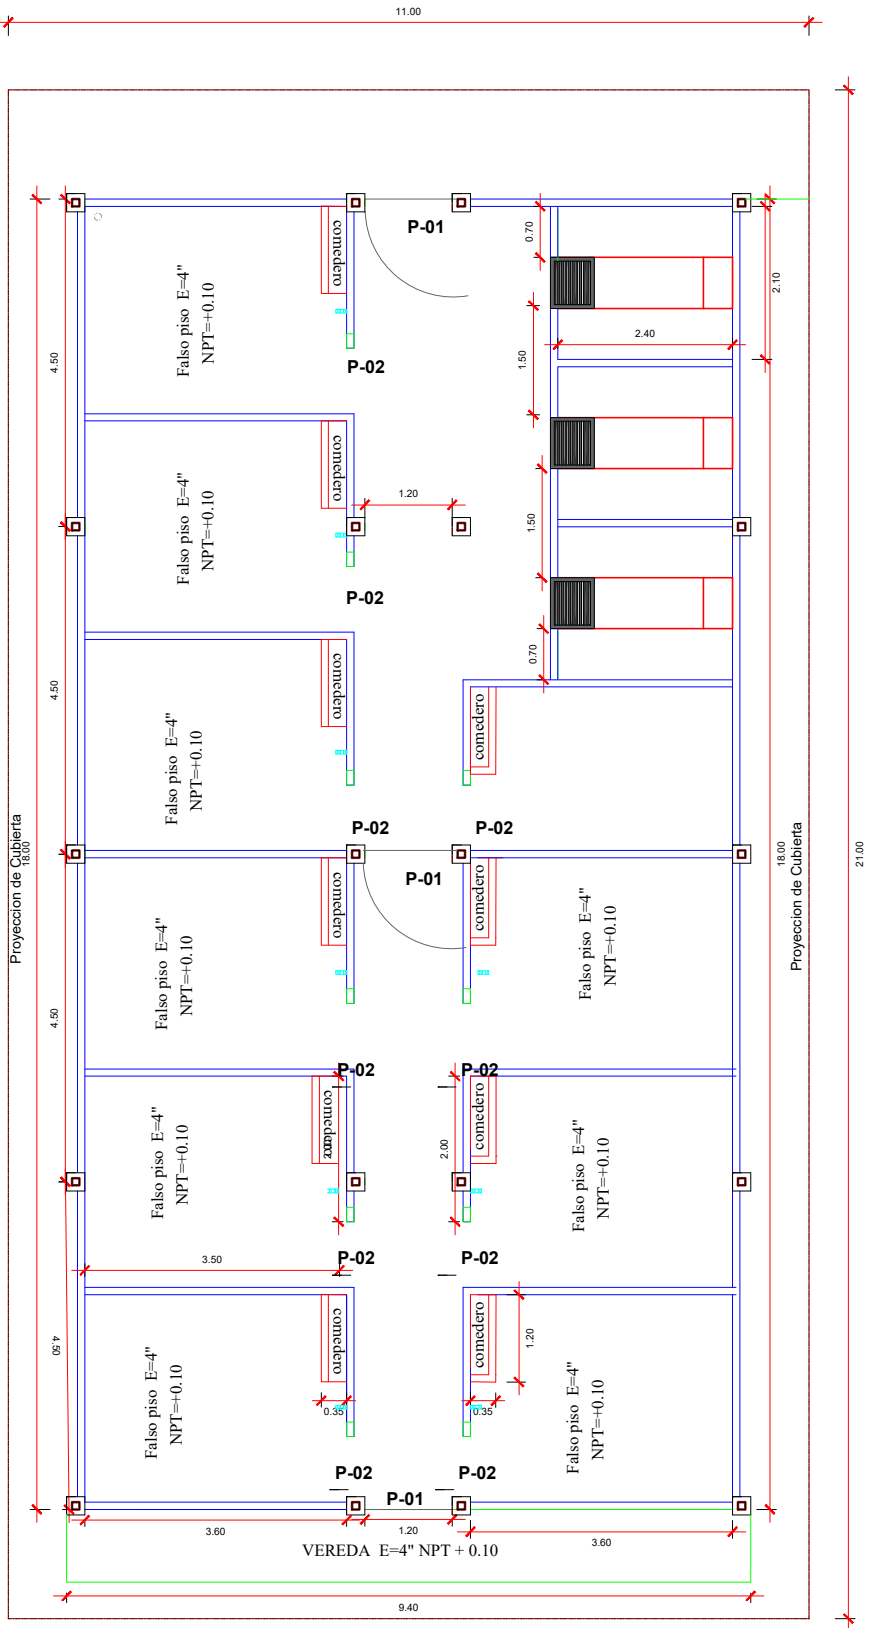 11.00
P-01
comedero
0.70
Falso piso E=4"
NPT=+0.10
2.10
2.40
4.50
1.50
P-02
comedero
Falso piso E=4"
NPT=+0.10
1.20
1.50
P-02
comedero
0.70
4.50
comedero
Falso piso E=4"
NPT=+0.10
P-02
P-02
Proyeccion de Cubierta
18.00
18.00
Proyeccion de Cubierta
21.00
P-01
comedero
comedero
Falso piso E=4"
NPT=+0.10
Falso piso E=4"
NPT=+0.10
4.50
P-02
P-02
comedero
comedero
2.00
Falso piso E=4"
NPT=+0.10
Falso piso E=4"
NPT=+0.10
P-02
P-02
3.50
comedero
comedero
1.20
4.50
Falso piso E=4"
NPT=+0.10
Falso piso E=4"
NPT=+0.10
0.35
0.35
P-02
P-02
P-01
3.60
1.20
3.60
VEREDA E=4" NPT + 0.10
9.40